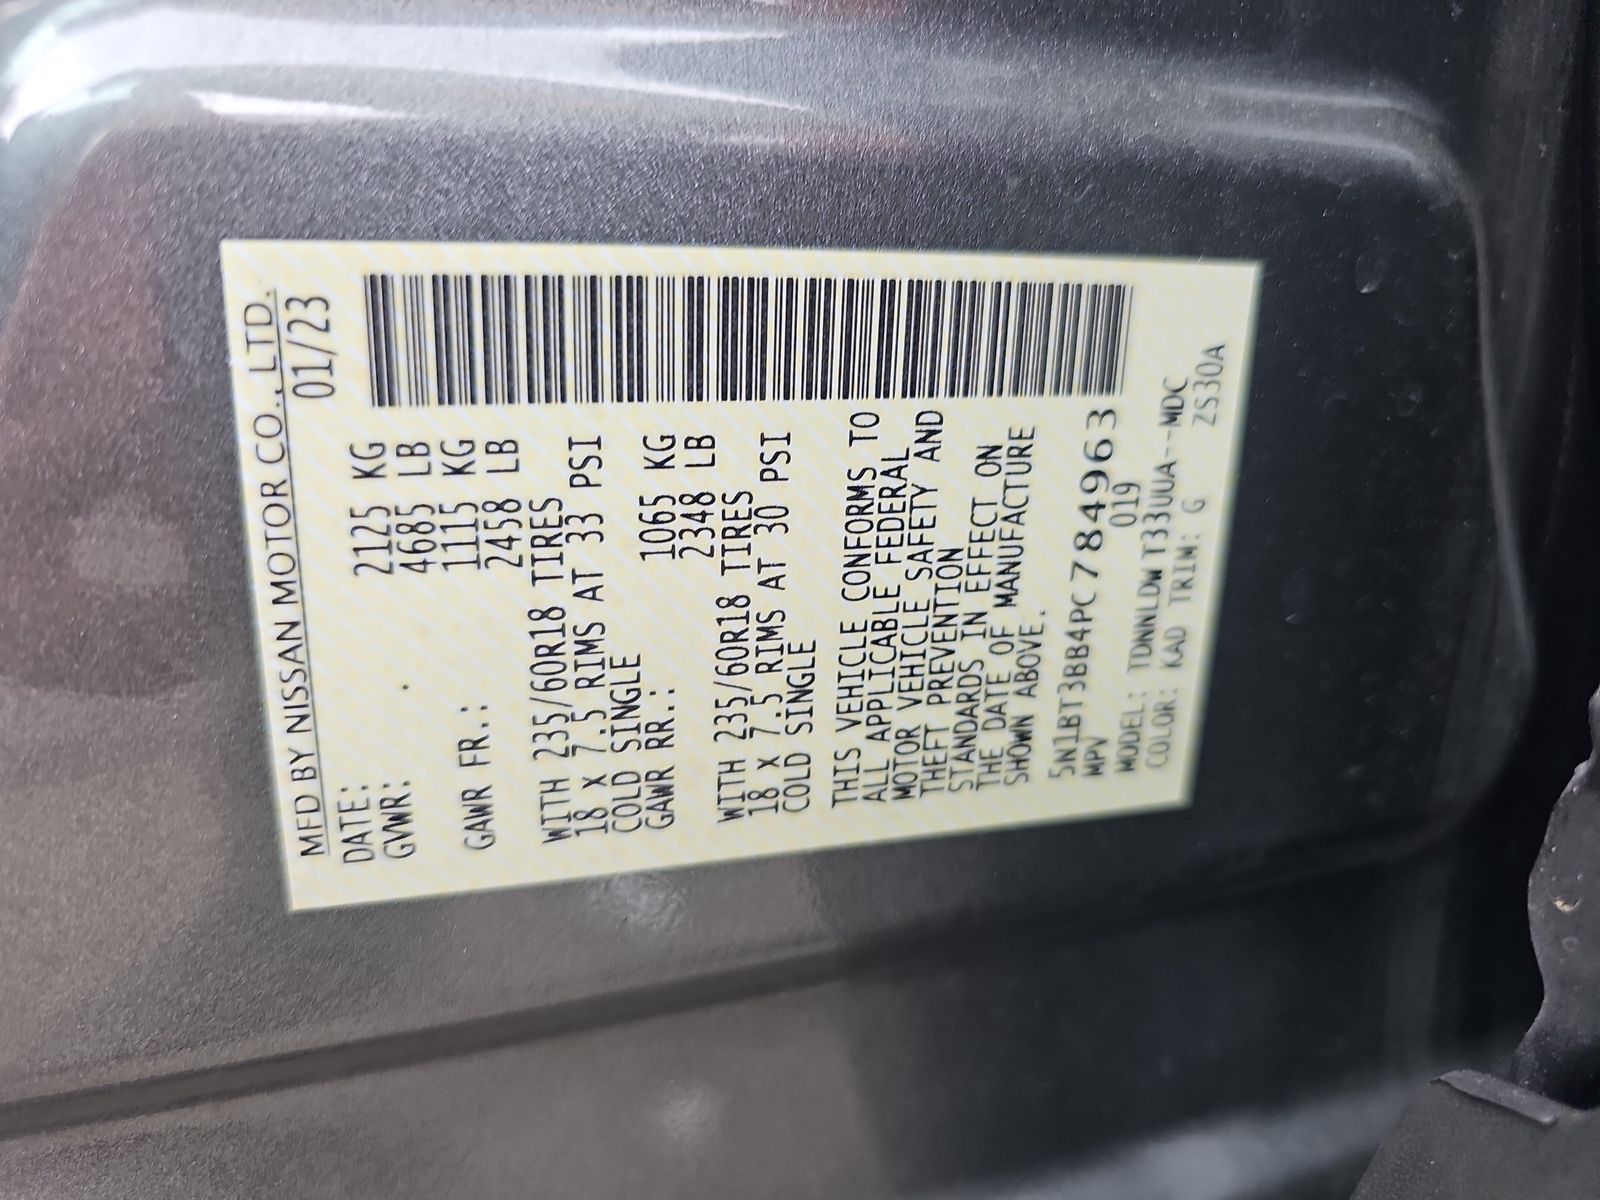 MFD BY NISSAN MOTOR CO., LTD.
DATE: 01/23
GVWR: 2125 KG
4685 LB
GAWR FR.: 1115 KG
2458 LB
WITH 235/60R18 TIRES
18 X 7.5 RIMS AT 33 PSI
COLD SINGLE
GAWR RR.: 1065 KG
2348 LB
WITH 235/60R18 TIRES
18 X 7.5 RIMS AT 30 PSI
COLD SINGLE
THIS VEHICLE CONFORMS TO
ALL APPLICABLE FEDERAL
MOTOR VEHICLE SAFETY AND
THEFT PREVENTION
STANDARDS IN EFFECT ON
THE DATE OF MANUFACTURE
SHOWN ABOVE.
5N1BT3BB4PC784963
MPV 019
MODEL: TDNNLDWT33UUA--MDC
COLOR: KAD TRIM: G ZS30A